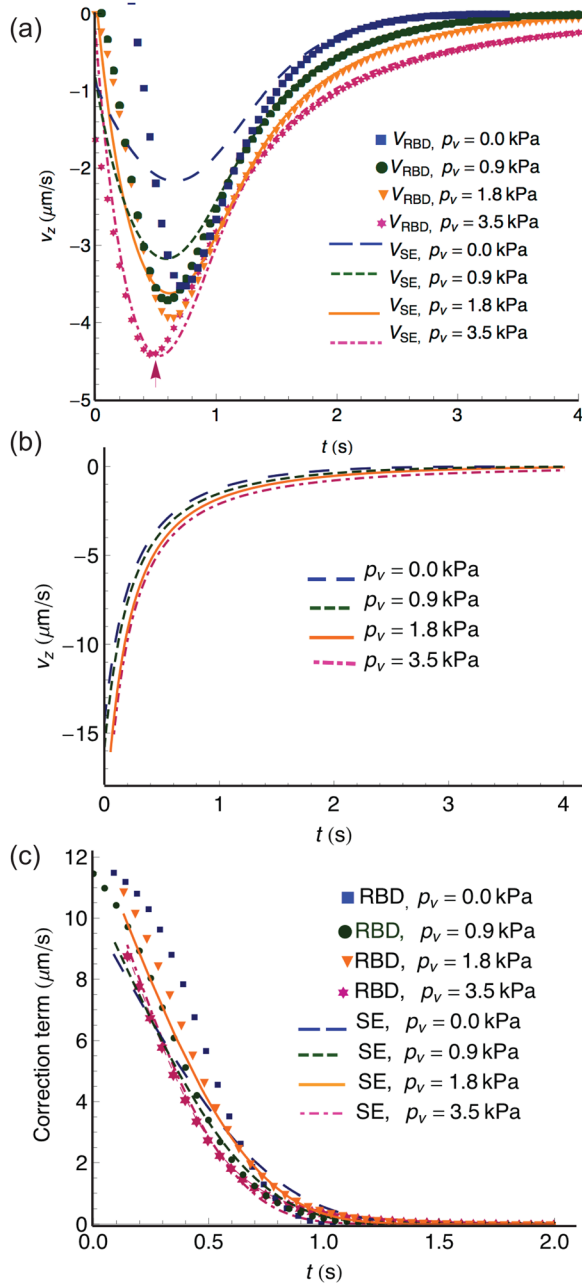 (a)
0
−1
−2
−3
−4
−5
v_z (μm/s)
V_RBD, p_v = 0.0 kPa
V_RBD, p_v = 0.9 kPa
V_RBD, p_v = 1.8 kPa
V_RBD, p_v = 3.5 kPa
V_SE, p_v = 0.0 kPa
V_SE, p_v = 0.9 kPa
V_SE, p_v = 1.8 kPa
V_SE, p_v = 3.5 kPa
0 1 2 3 4
t (s)
(b)
0
−5
−10
−15
v_z (μm/s)
p_v = 0.0 kPa
p_v = 0.9 kPa
p_v = 1.8 kPa
p_v = 3.5 kPa
0 1 2 3 4
t (s)
(c)
12
10
8
6
4
2
0
Correction term (μm/s)
RBD, p_v = 0.0 kPa
RBD, p_v = 0.9 kPa
RBD, p_v = 1.8 kPa
RBD, p_v = 3.5 kPa
SE, p_v = 0.0 kPa
SE, p_v = 0.9 kPa
SE, p_v = 1.8 kPa
SE, p_v = 3.5 kPa
0.0 0.5 1.0 1.5 2.0
t (s)